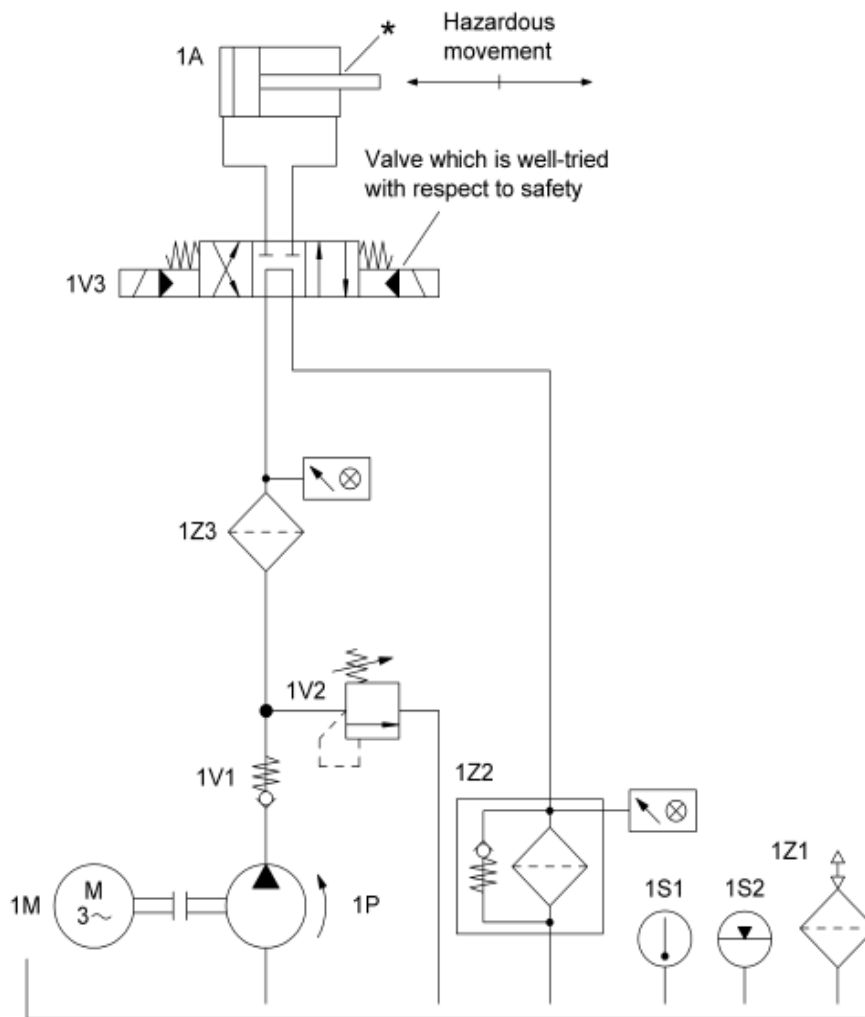 1A
*
Hazardous
movement
Valve which is well-tried
with respect to safety
1V3
1Z3
1V2
1V1
1Z2
1Z1
1S1
1S2
1M
M
3~
1P